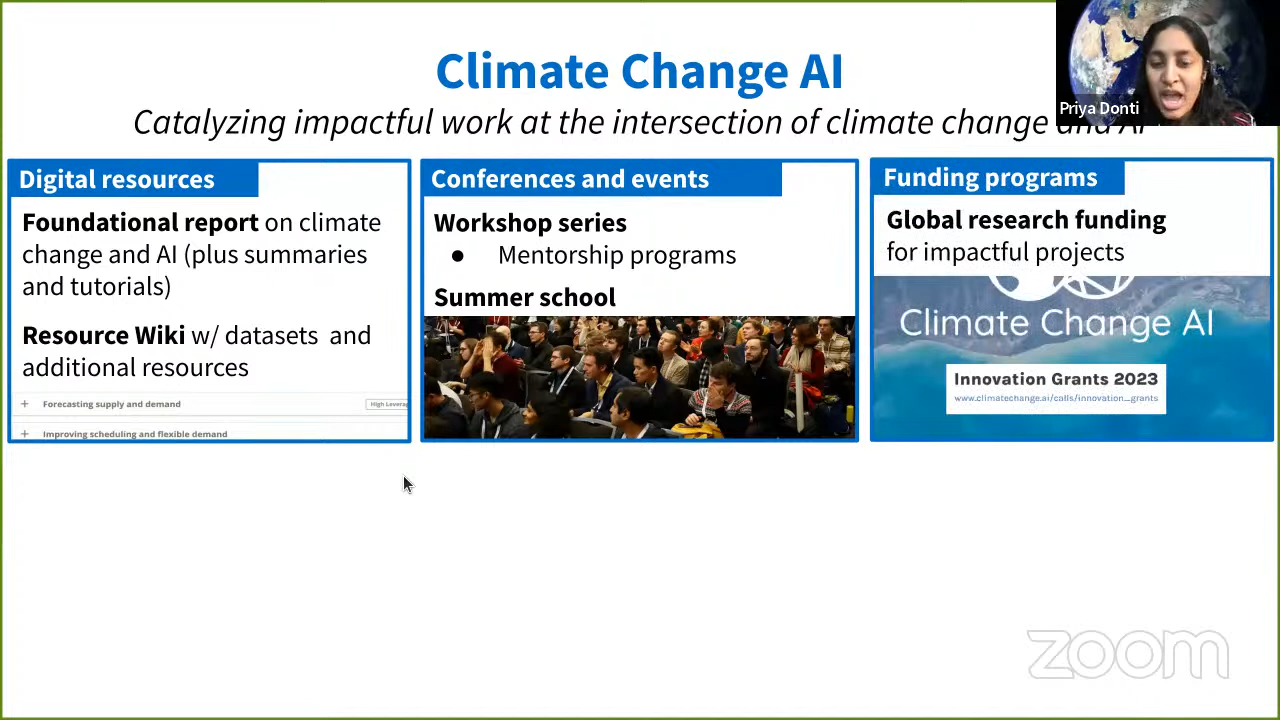 Climate Change AI
Catalyzing impactful work at the intersection of climate change and AI
Priya Donti
Digital resources
Foundational report on climate
change and AI (plus summaries
and tutorials)
Resource Wiki w/ datasets and
additional resources
+ Forecasting supply and demand
High Leverag
+ Improving scheduling and flexible demand
Conferences and events
Workshop series
● Mentorship programs
Summer school
Funding programs
Global research funding
for impactful projects
Climate Change AI
Innovation Grants 2023
www.climatechange.ai/calls/innovation_grants
zoom